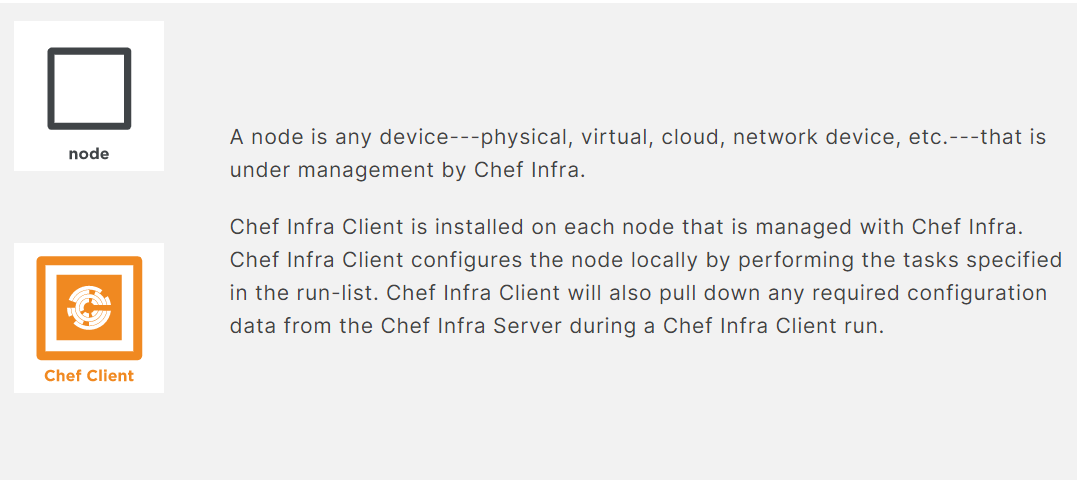 node
A node is any device---physical, virtual, cloud, network device, etc.---that is
under management by Chef Infra.
Chef Infra Client is installed on each node that is managed with Chef Infra.
Chef Infra Client configures the node locally by performing the tasks specified
in the run-list. Chef Infra Client will also pull down any required configuration
data from the Chef Infra Server during a Chef Infra Client run.
Chef Client